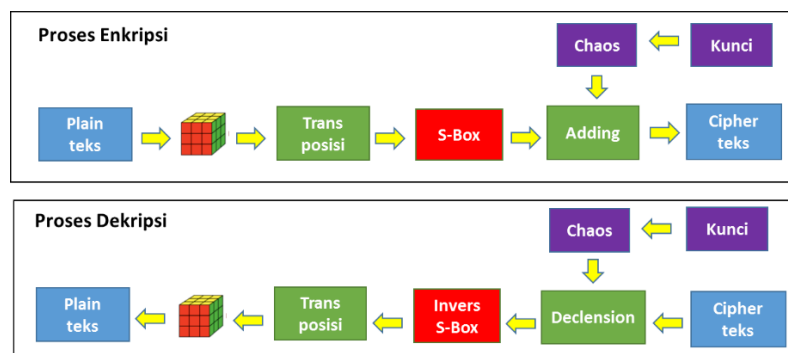 Proses Enkripsi
Chaos
Kunci
Plain
teks
Trans
posisi
S-Box
Adding
Cipher
teks
Proses Dekripsi
Chaos
Kunci
Plain
teks
Trans
posisi
Invers
S-Box
Declension
Cipher
teks